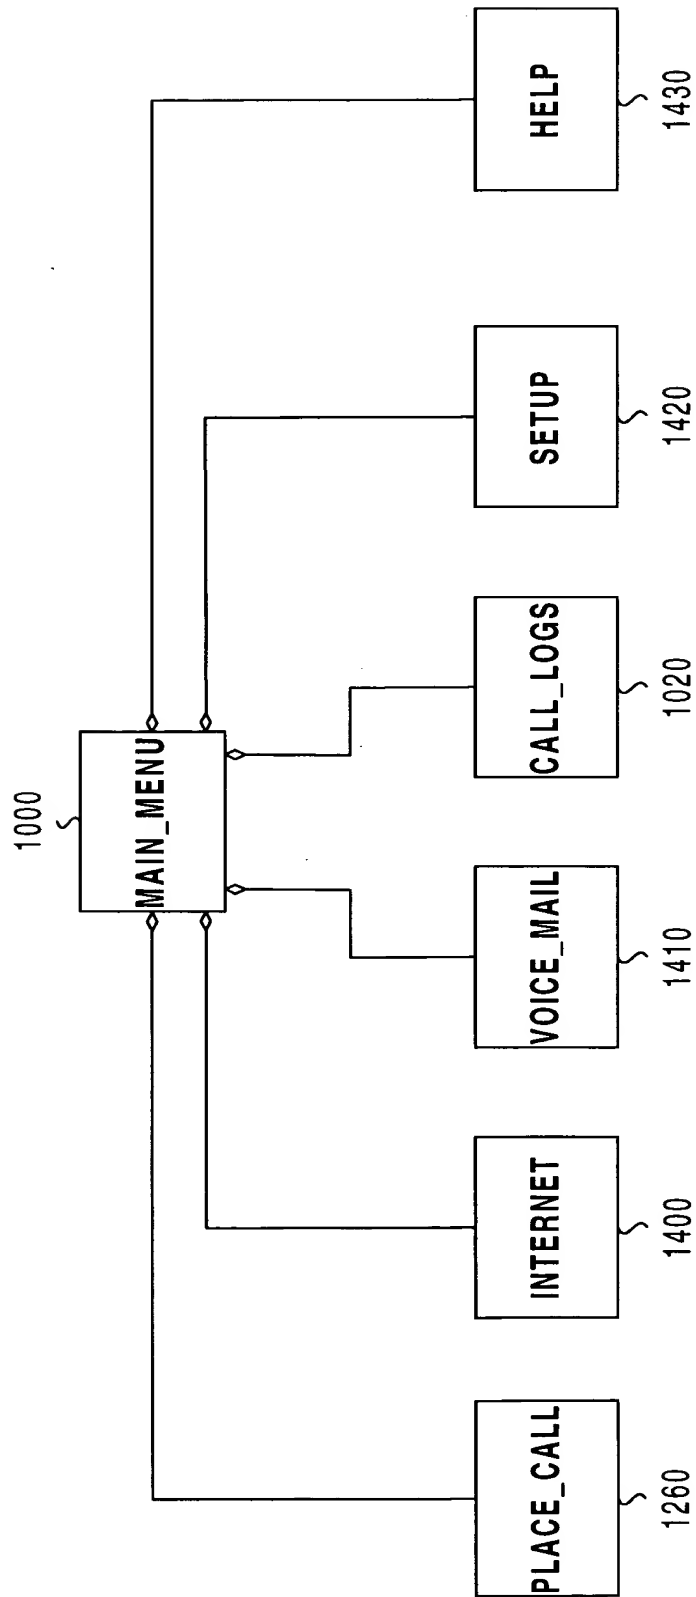 1000
MAIN_MENU
PLACE_CALL
INTERNET
VOICE_MAIL
CALL_LOGS
SETUP
HELP
1260
1400
1410
1020
1420
1430